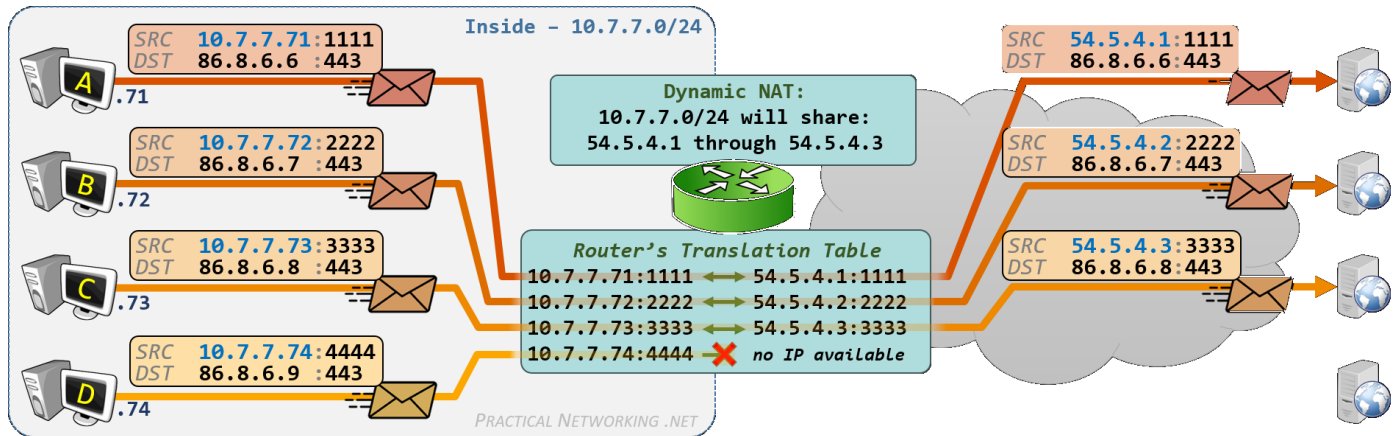 Inside – 10.7.7.0/24
SRC 10.7.7.71:1111
DST 86.8.6.6 :443
A
.71
SRC 10.7.7.72:2222
DST 86.8.6.7 :443
B
.72
SRC 10.7.7.73:3333
DST 86.8.6.8 :443
C
.73
SRC 10.7.7.74:4444
DST 86.8.6.9 :443
D
.74
PRACTICAL NETWORKING .NET
Dynamic NAT:
10.7.7.0/24 will share:
54.5.4.1 through 54.5.4.3
Router's Translation Table
10.7.7.71:1111 54.5.4.1:1111
10.7.7.72:2222 54.5.4.2:2222
10.7.7.73:3333 54.5.4.3:3333
10.7.7.74:4444 no IP available
SRC 54.5.4.1:1111
DST 86.8.6.6:443
SRC 54.5.4.2:2222
DST 86.8.6.7:443
SRC 54.5.4.3:3333
DST 86.8.6.8:443